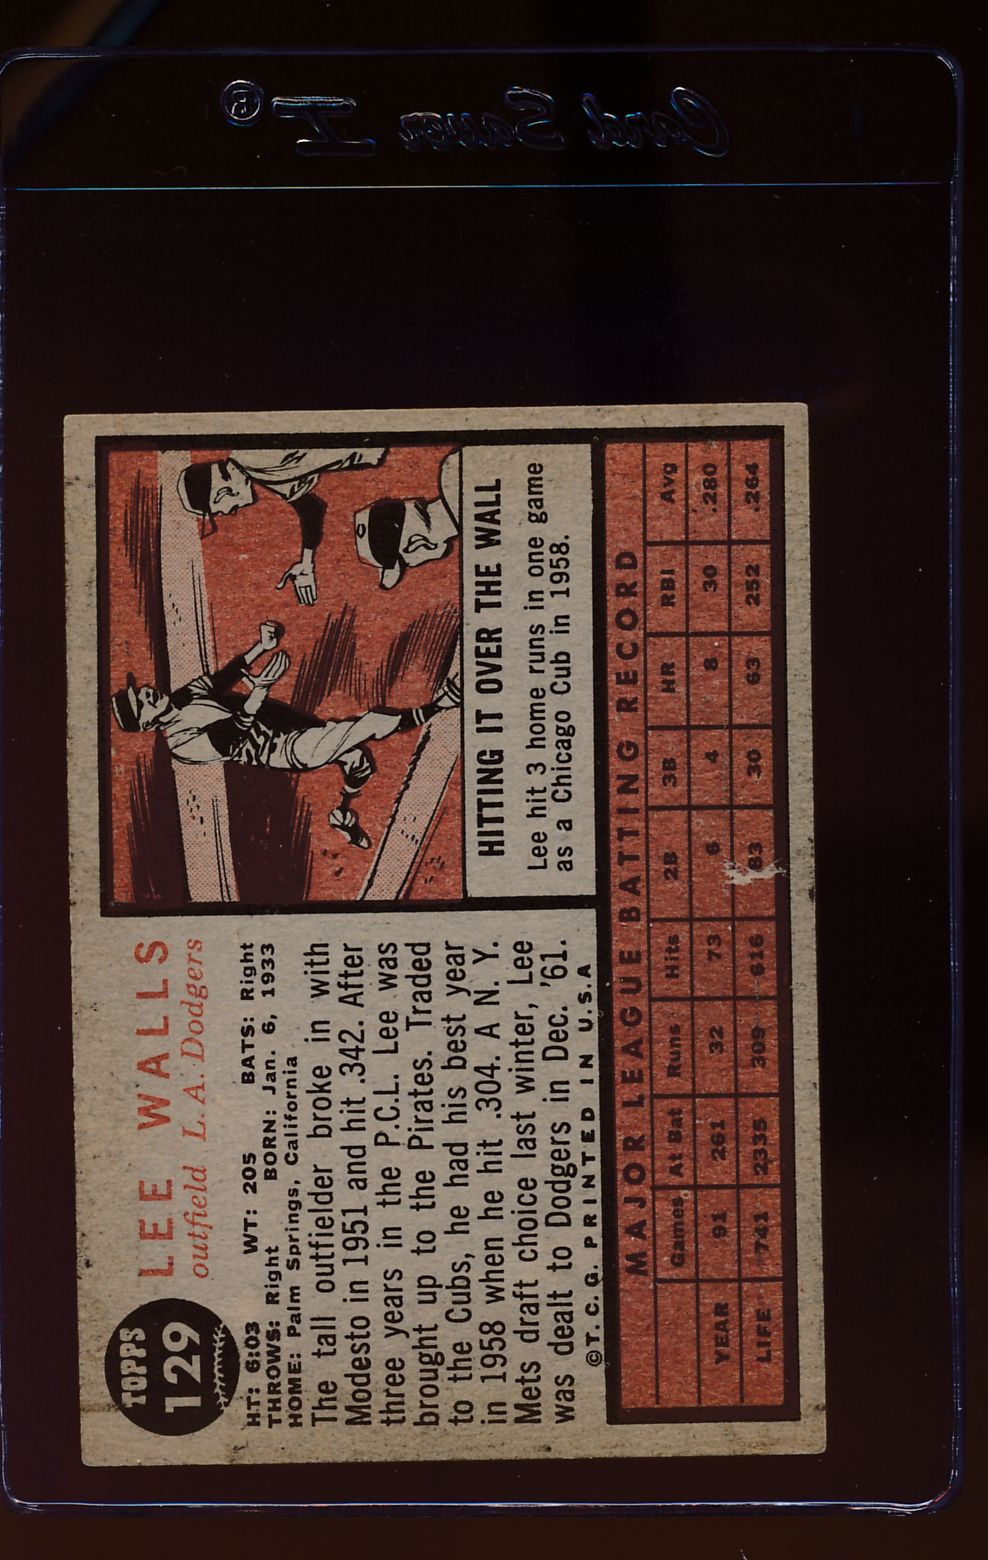 Card Saver I®
TOPPS
129
LEE WALLS
outfield L. A. Dodgers
HT: 6:03 WT: 205 BATS: Right
THROWS: Right BORN: Jan. 6, 1933
HOME: Palm Springs, California
The tall outfielder broke in with
Modesto in 1951 and hit .342. After
three years in the P.C.L. Lee was
brought up to the Pirates. Traded
to the Cubs, he had his best year
in 1958 when he hit .304. A N. Y.
Mets draft choice last winter, Lee
was dealt to Dodgers in Dec. '61.
©T. C. G. PRINTED IN U.S.A
HITTING IT OVER THE WALL
Lee hit 3 home runs in one game
as a Chicago Cub in 1958.
MAJOR LEAGUE BATTING RECORD
Games At Bat Runs Hits 2B 3B HR RBI Avg
YEAR 91 261 32 73 6 4 8 30 .280
LIFE 741 2335 309 616 83 30 63 252 .264